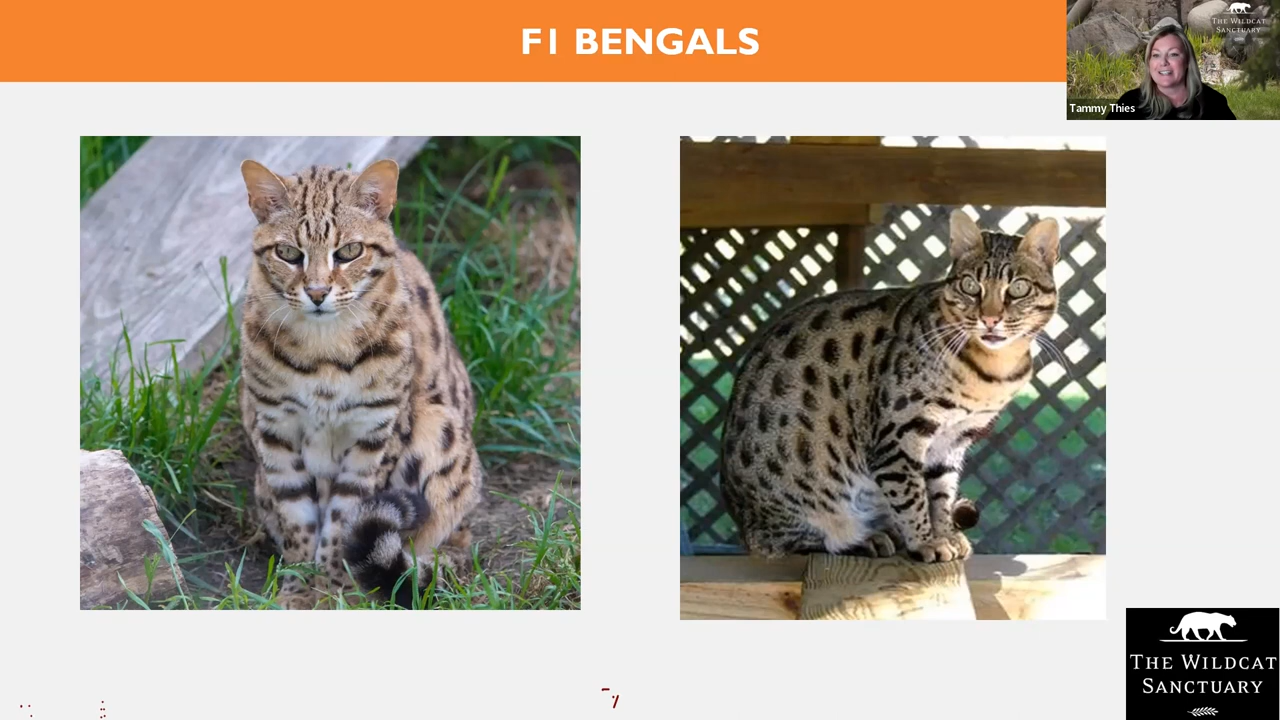 F1 BENGALS
THE WILDCAT
SANCTUARY
Tammy Thies
THE WILDCAT
SANCTUARY